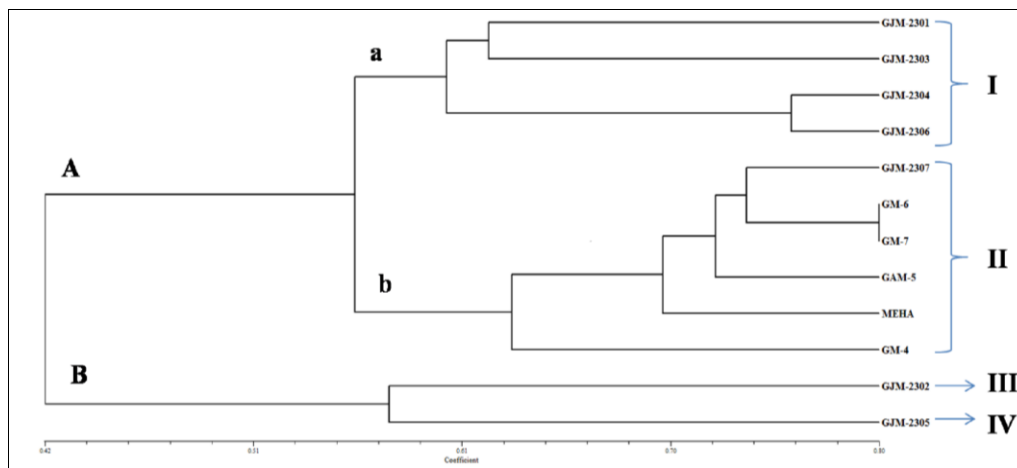 GJM-2301
a
GJM-2303
I
GJM-2304
GJM-2306
A
GJM-2307
GM-6
GM-7
II
GAM-5
b
MEHA
GM-4
B
GJM-2302
III
GJM-2305
IV
0.42 0.51 0.61 0.70 0.80
Coefficient